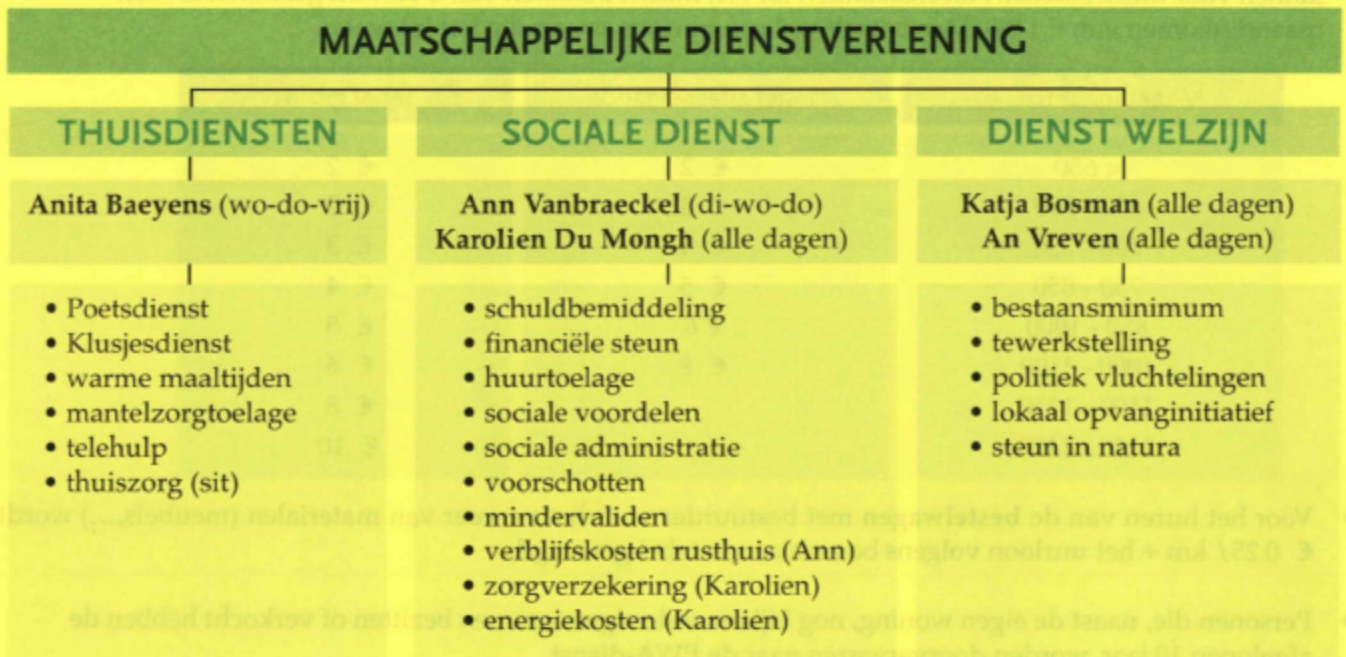 MAATSCHAPPELIJKE DIENSTVERLENING
THUISDIENSTEN
Anita Baeyens (wo-do-vrij)
• Poetsdienst
• Klusjesdienst
• warme maaltijden
• mantelzorgtoelage
• telehulp
• thuiszorg (sit)
SOCIALE DIENST
Ann Vanbraeckel (di-wo-do)
Karolien Du Mongh (alle dagen)
• schuldbemiddeling
• financiële steun
• huurtoelage
• sociale voordelen
• sociale administratie
• voorschotten
• mindervaliden
• verblijfskosten rusthuis (Ann)
• zorgverzekering (Karolien)
• energiekosten (Karolien)
DIENST WELZIJN
Katja Bosman (alle dagen)
An Vreven (alle dagen)
• bestaansminimum
• tewerkstelling
• politiek vluchtelingen
• lokaal opvanginitiatief
• steun in natura